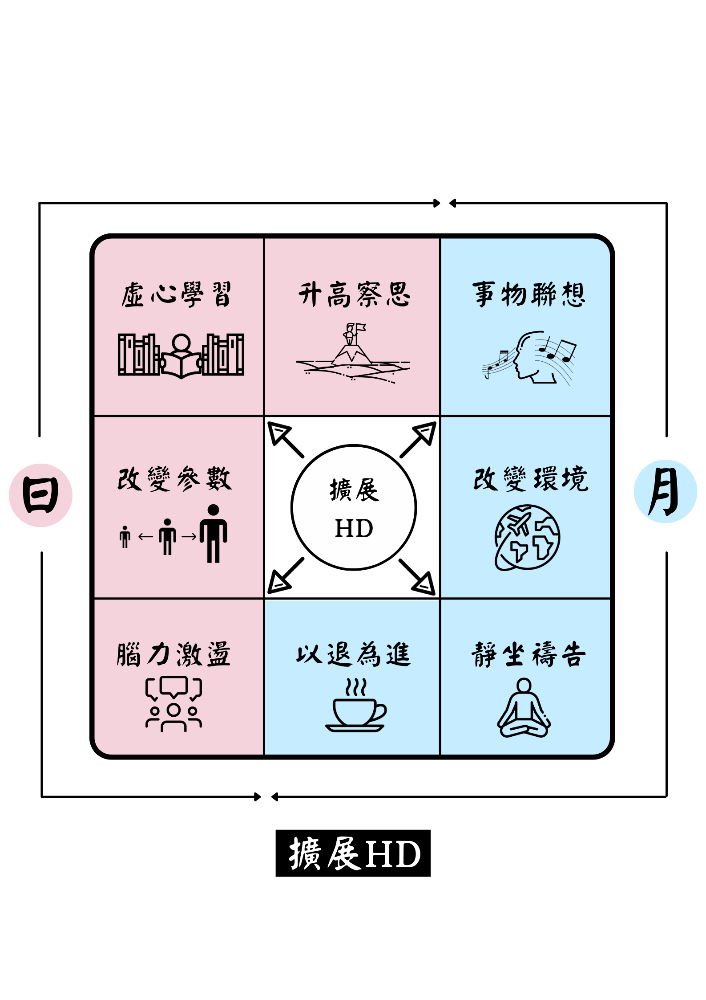 虛心學習
升高察思
事物聯想
日
改變參數
擴展
HD
改變環境
月
腦力激盪
以退為進
靜坐禱告
擴展HD